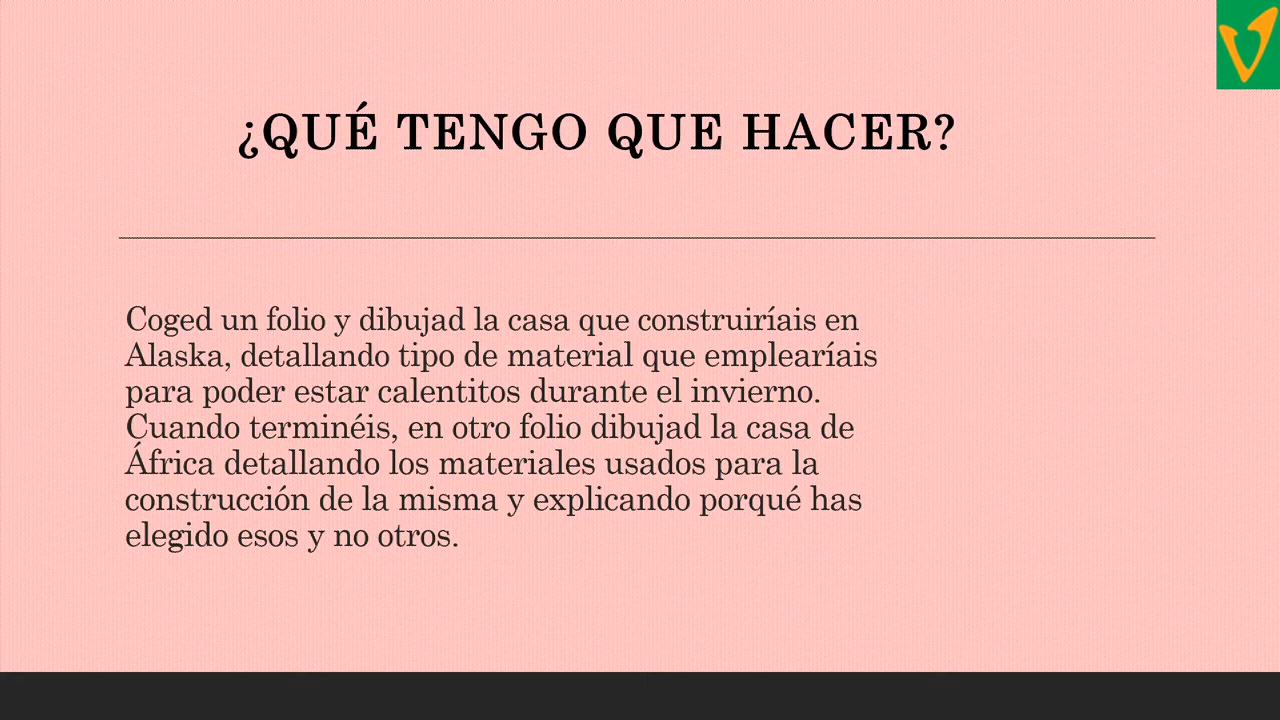 ¿QUÉ TENGO QUE HACER?
Coged un folio y dibujad la casa que construiríais en
Alaska, detallando tipo de material que emplearíais
para poder estar calentitos durante el invierno.
Cuando terminéis, en otro folio dibujad la casa de
África detallando los materiales usados para la
construcción de la misma y explicando porqué has
elegido esos y no otros.